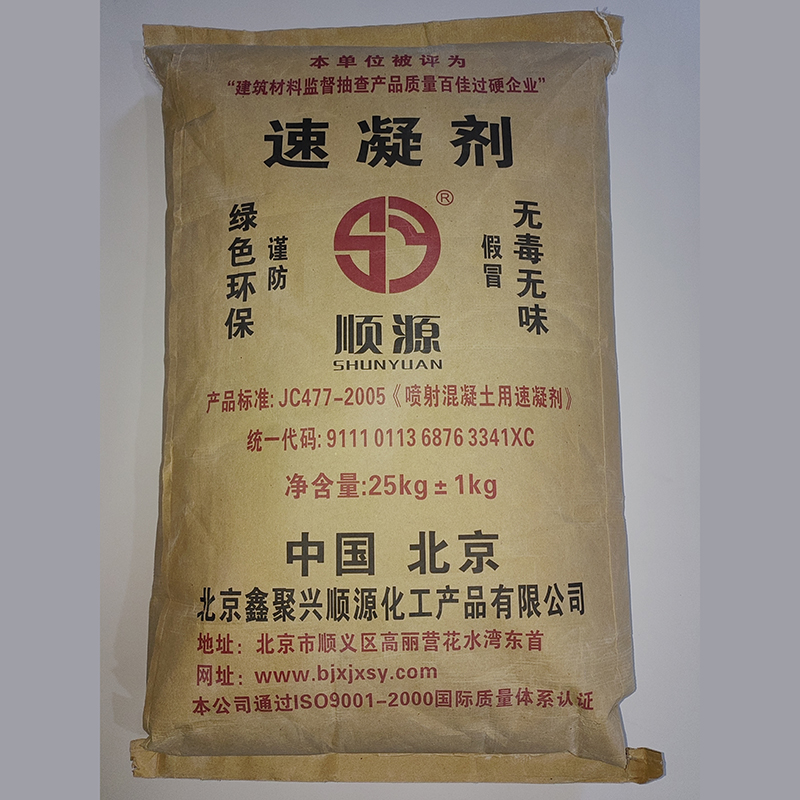 本单位被评为
“建筑材料监督抽查产品质量百佳过硬企业”
速凝剂
绿色环保
谨防
®
假冒
无毒无味
顺源
SHUNYUAN
产品标准: JC477-2005《喷射混凝土用速凝剂》
统一代码: 9111 0113 6876 3341XC
净含量:25kg±1kg
中国 北京
北京鑫聚兴顺源化工产品有限公司
地址: 北京市顺义区高丽营花水湾东首
网址: www.bjxjxsy.com
本公司通过ISO9001-2000国际质量体系认证